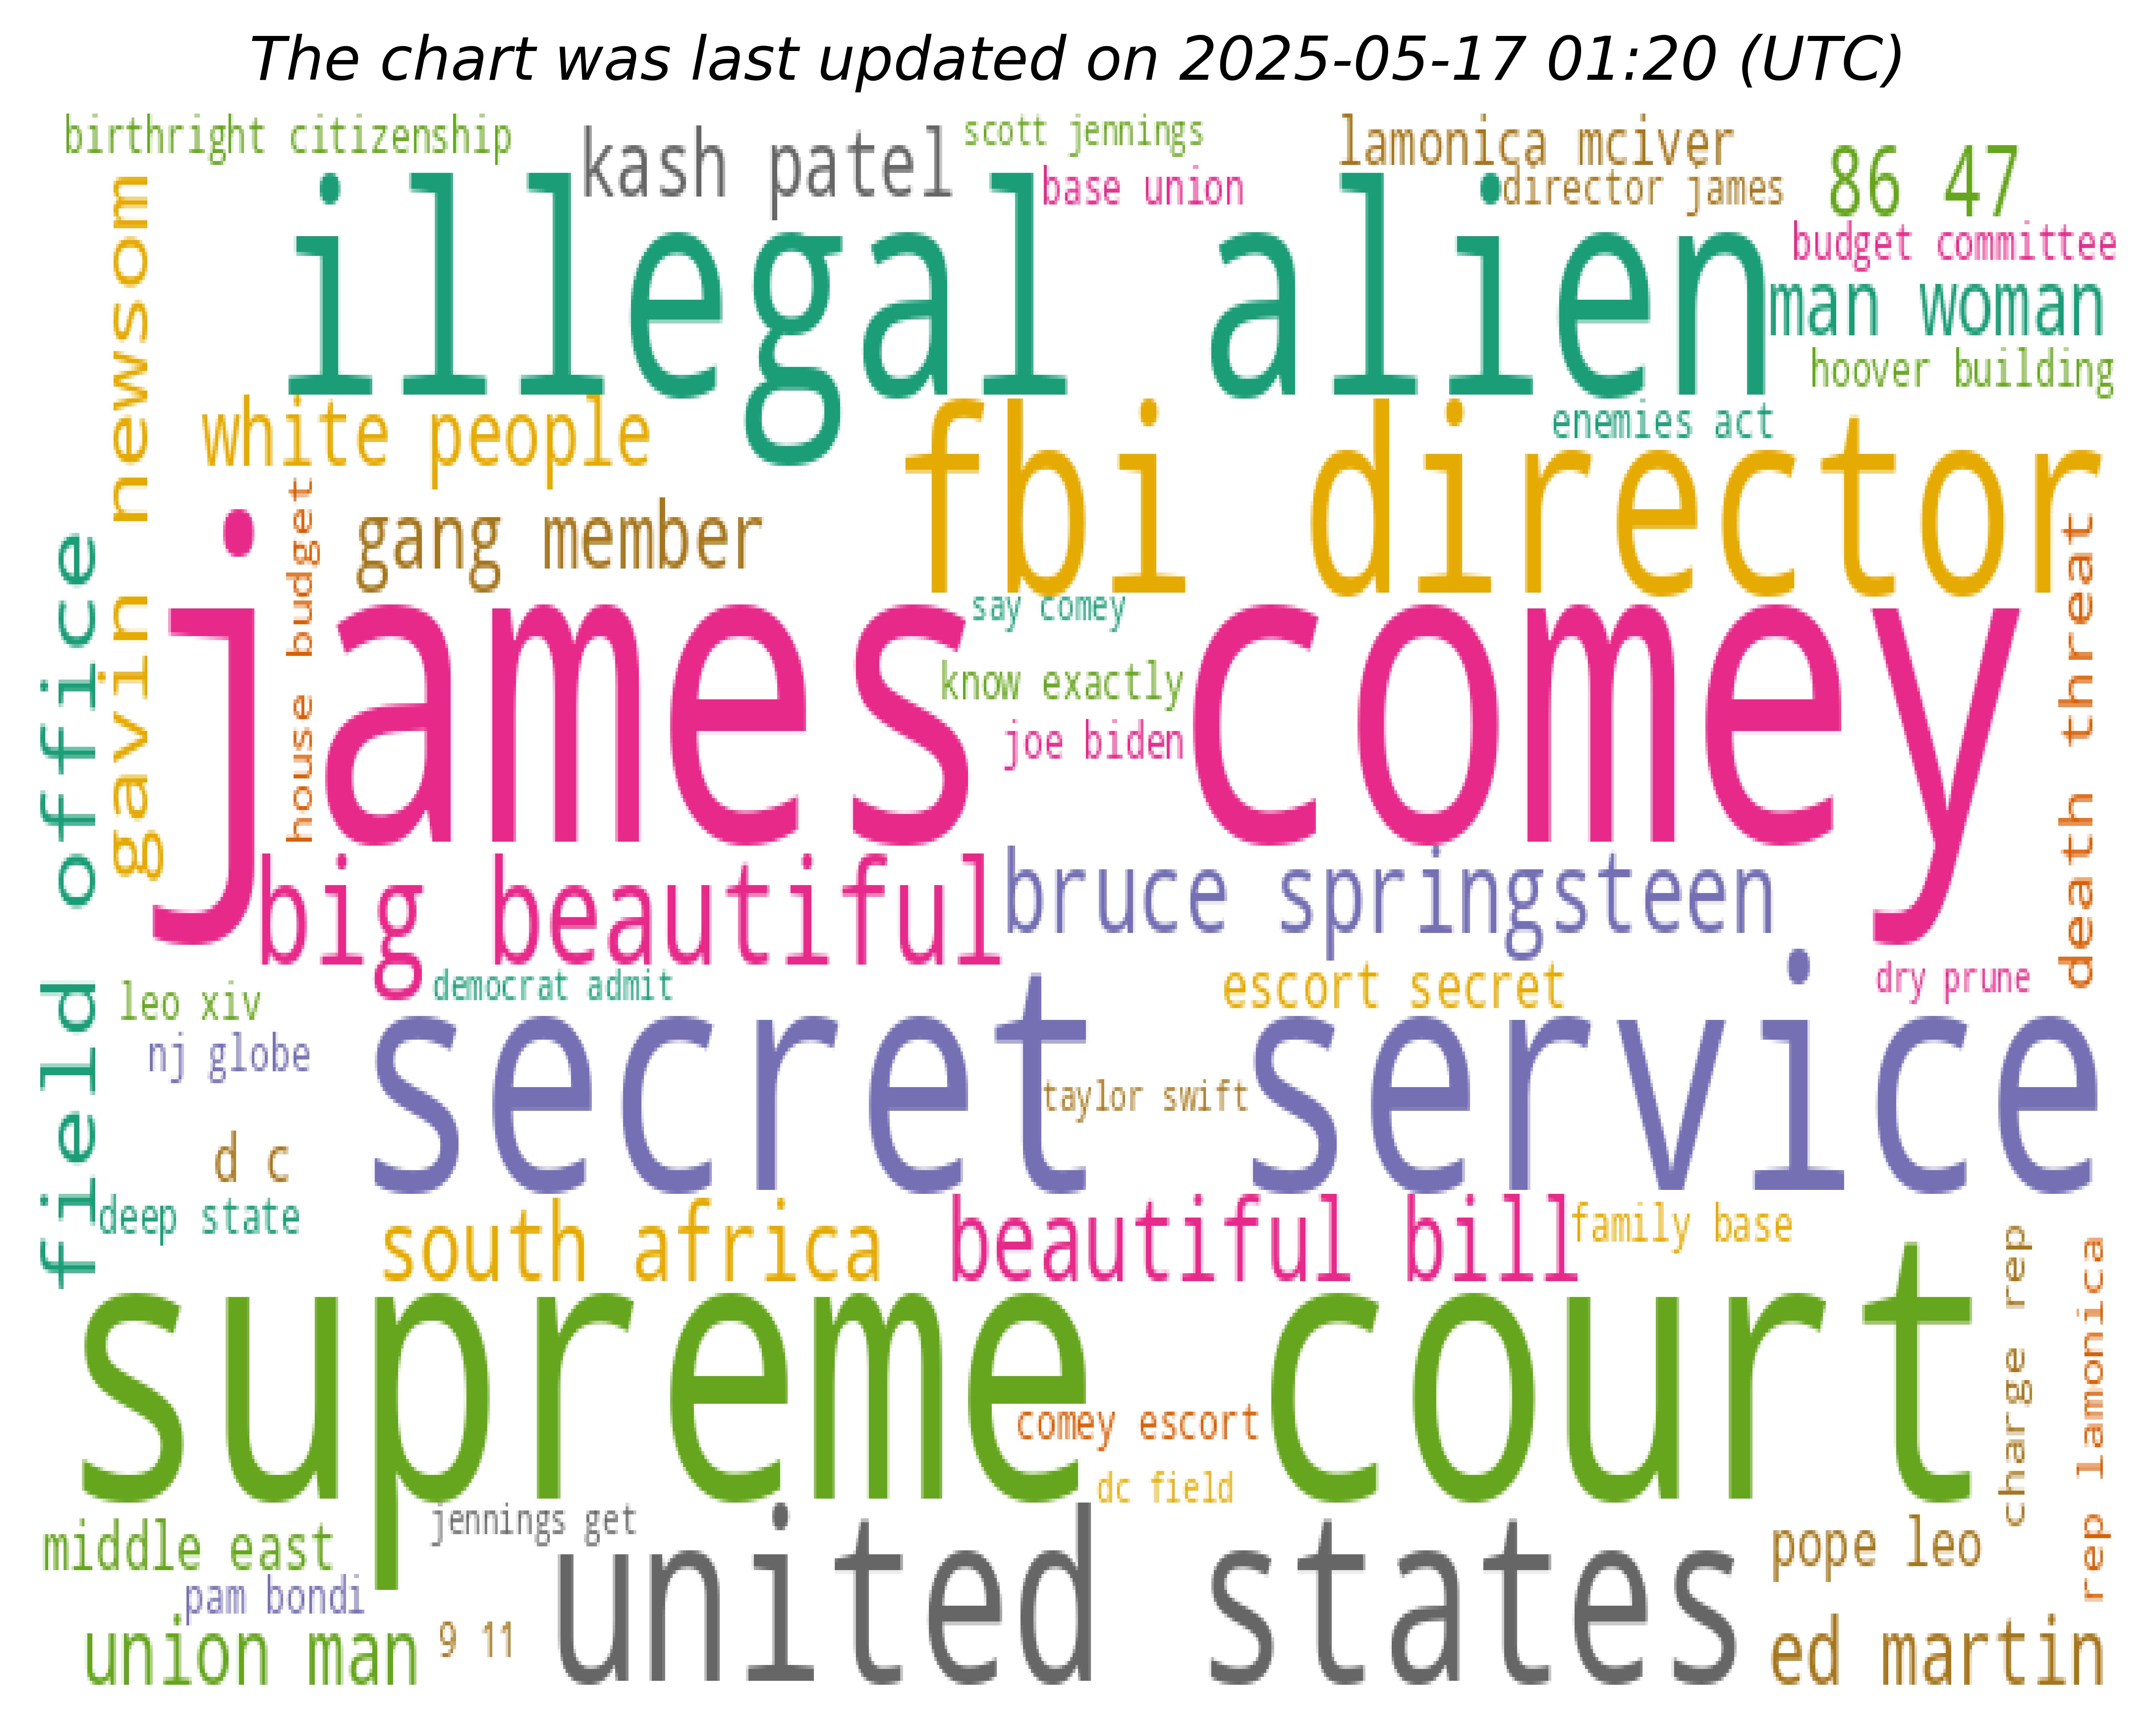 The chart was last updated on 2025-05-17 01:20 (UTC)
birthright citizenship
kash patel
scott jennings
lamonica mciver
base union
director james
86 47
illegal alien
budget committee
man woman
hoover building
gavin newsom
white people
fbi director
enemies act
house budget
gang member
death threat
field office
james comey
say comey
know exactly
joe biden
big beautiful
bruce springsteen
leo xiv
democrat admit
escort secret
dry prune
nj globe
secret service
taylor swift
d c
deep state
south africa
beautiful bill
family base
charge rep
rep lamonica
supreme court
comey escort
dc field
jennings get
middle east
united states
pope leo
pam bondi
union man
9 11
ed martin